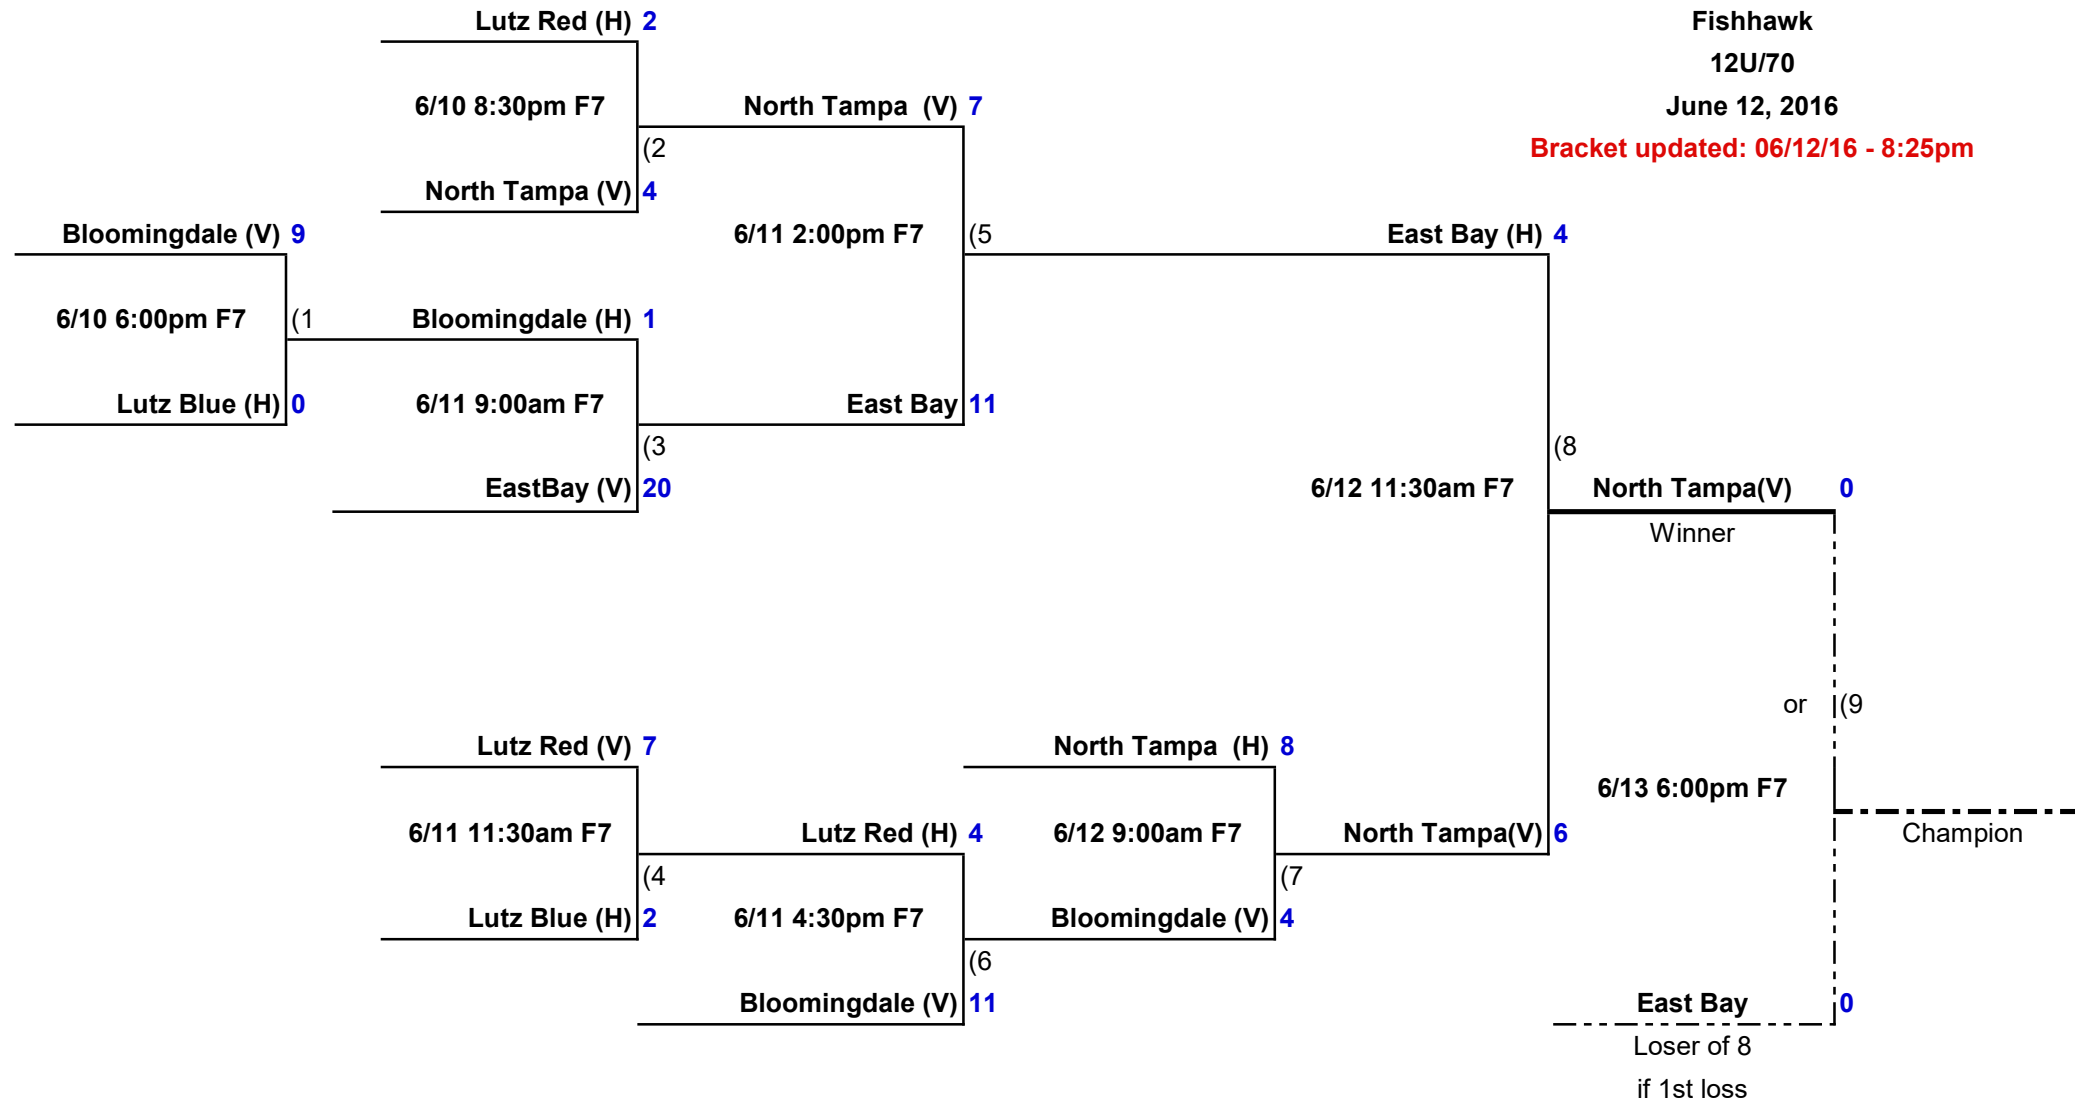 Lutz Red (H) 2
Fishhawk
12U/70
6/10 8:30pm F7
North Tampa  (V) 7
June 12, 2016
(2
Bracket updated: 06/12/16 - 8:25pm
North Tampa (V) 4
Bloomingdale (V) 9
6/11 2:00pm F7
(5
East Bay (H) 4
6/10 6:00pm F7
(1
Bloomingdale (H) 1
Lutz Blue (H) 0
6/11 9:00am F7
East Bay 11
(3
(8
EastBay (V) 20
6/12 11:30am F7
North Tampa(V) 0
Winner
or
(9
Lutz Red (V) 7
North Tampa  (H) 8
6/13 6:00pm F7
6/11 11:30am F7
Lutz Red (H) 4
6/12 9:00am F7
North Tampa(V) 6
Champion
(4
(7
Lutz Blue (H) 2
6/11 4:30pm F7
Bloomingdale (V) 4
(6
Bloomingdale (V) 11
East Bay 0
Loser of 8
if 1st loss